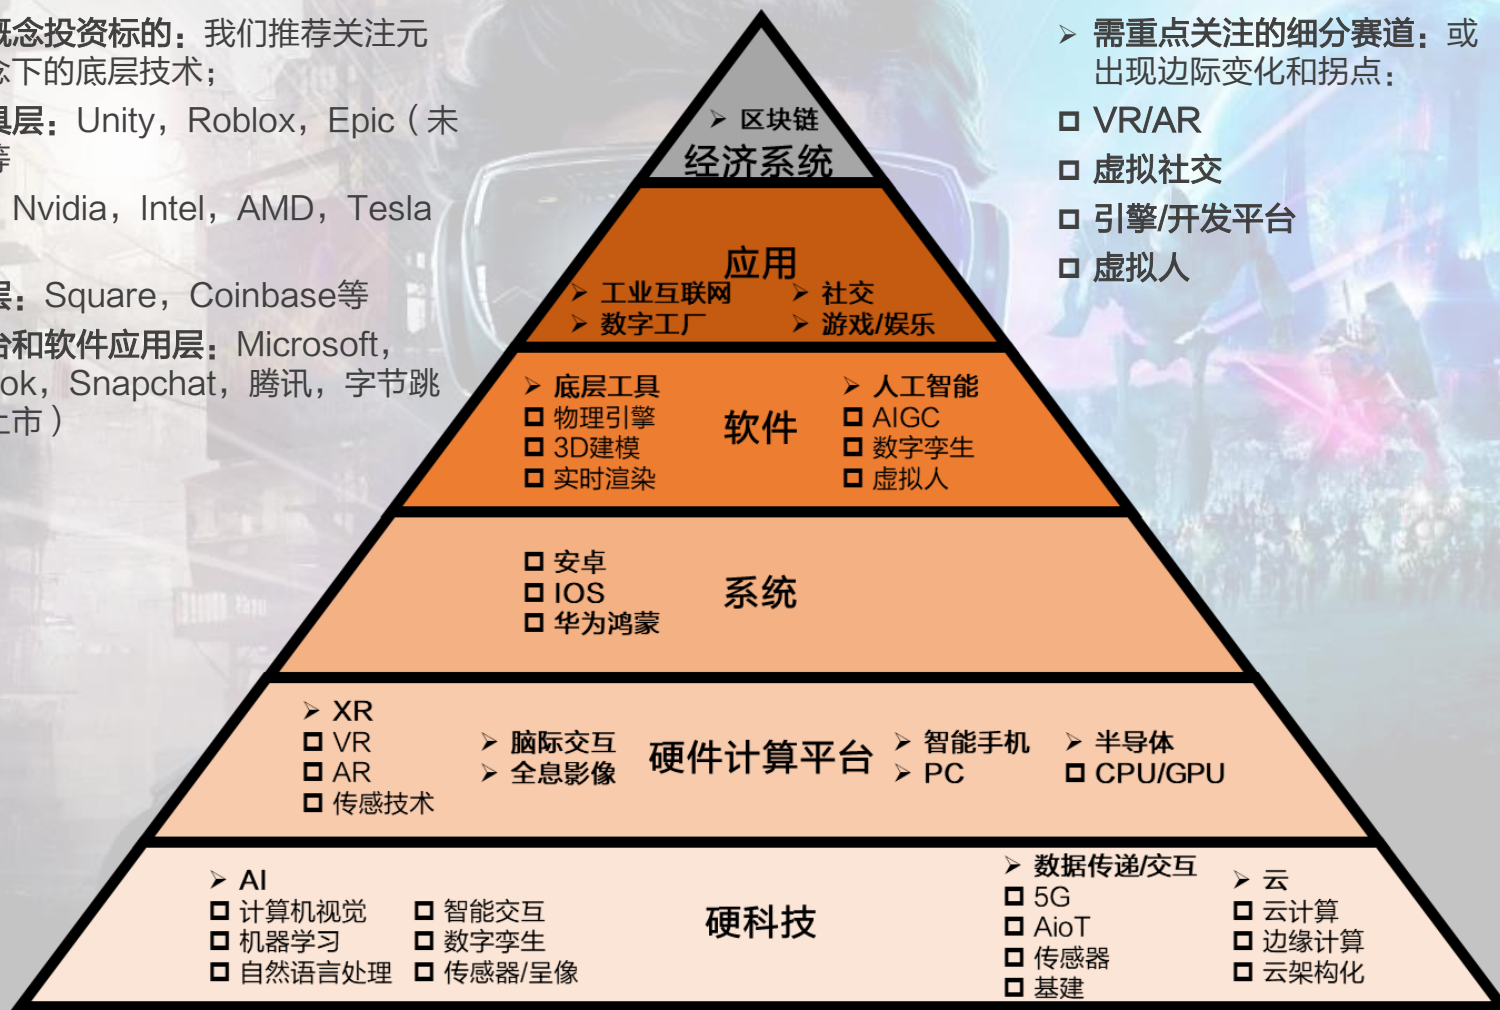 概念投资标的：我们推荐关注元
念下的底层技术；
具层：Unity，Roblox，Epic（未
等
Nvidia，Intel，AMD，Tesla
层：Square，Coinbase等
台和软件应用层：Microsoft，
ok，Snapchat，腾讯，字节跳
上市）
➢ 需重点关注的细分赛道：或
出现边际变化和拐点：
VR/AR
虚拟社交
引擎/开发平台
虚拟人
➢ 区块链
经济系统
应用
➢ 工业互联网 ➢ 社交
➢ 数字工厂 ➢ 游戏/娱乐
➢ 底层工具
物理引擎
3D建模
实时渲染
软件
➢ 人工智能
AIGC
数字孪生
虚拟人
安卓
IOS
华为鸿蒙
系统
➢ XR
VR
AR
传感技术
➢ 脑际交互
➢ 全息影像
硬件计算平台
➢ 智能手机
➢ PC
➢ 半导体
CPU/GPU
➢ AI
计算机视觉
机器学习
自然语言处理
智能交互
数字孪生
传感器/呈像
硬科技
➢ 数据传递/交互
5G
AioT
传感器
基建
➢ 云
云计算
边缘计算
云架构化